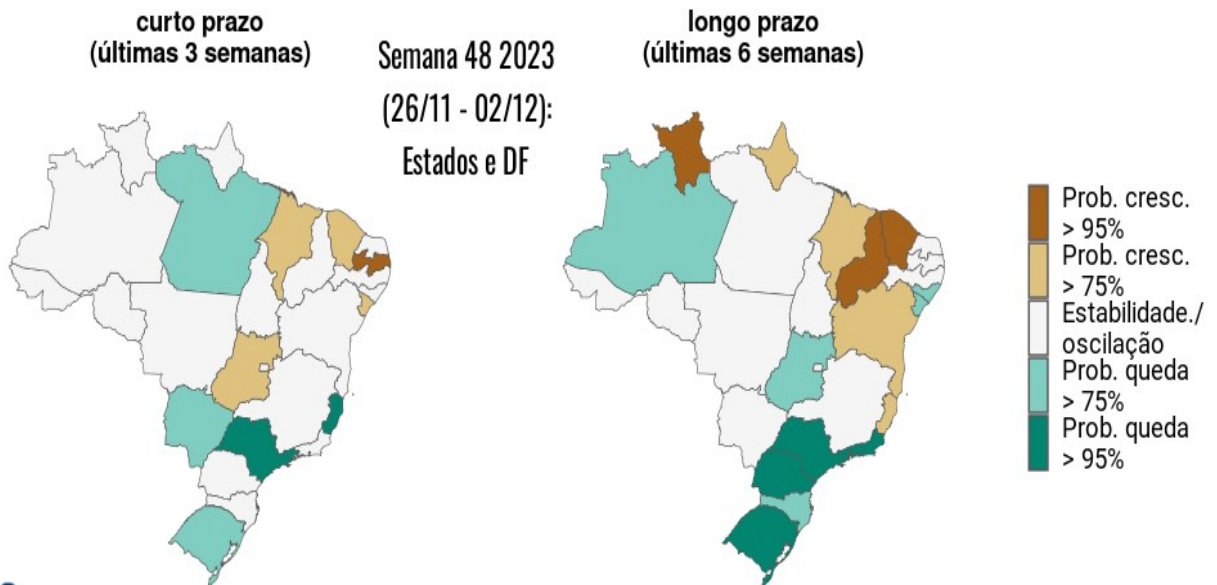 curto prazo
(últimas 3 semanas)
Semana 48 2023
(26/11 - 02/12):
Estados e DF
longo prazo
(últimas 6 semanas)
Prob. cresc.
> 95%
Prob. cresc.
> 75%
Estabilidade./
oscilação
Prob. queda
> 75%
Prob. queda
> 95%